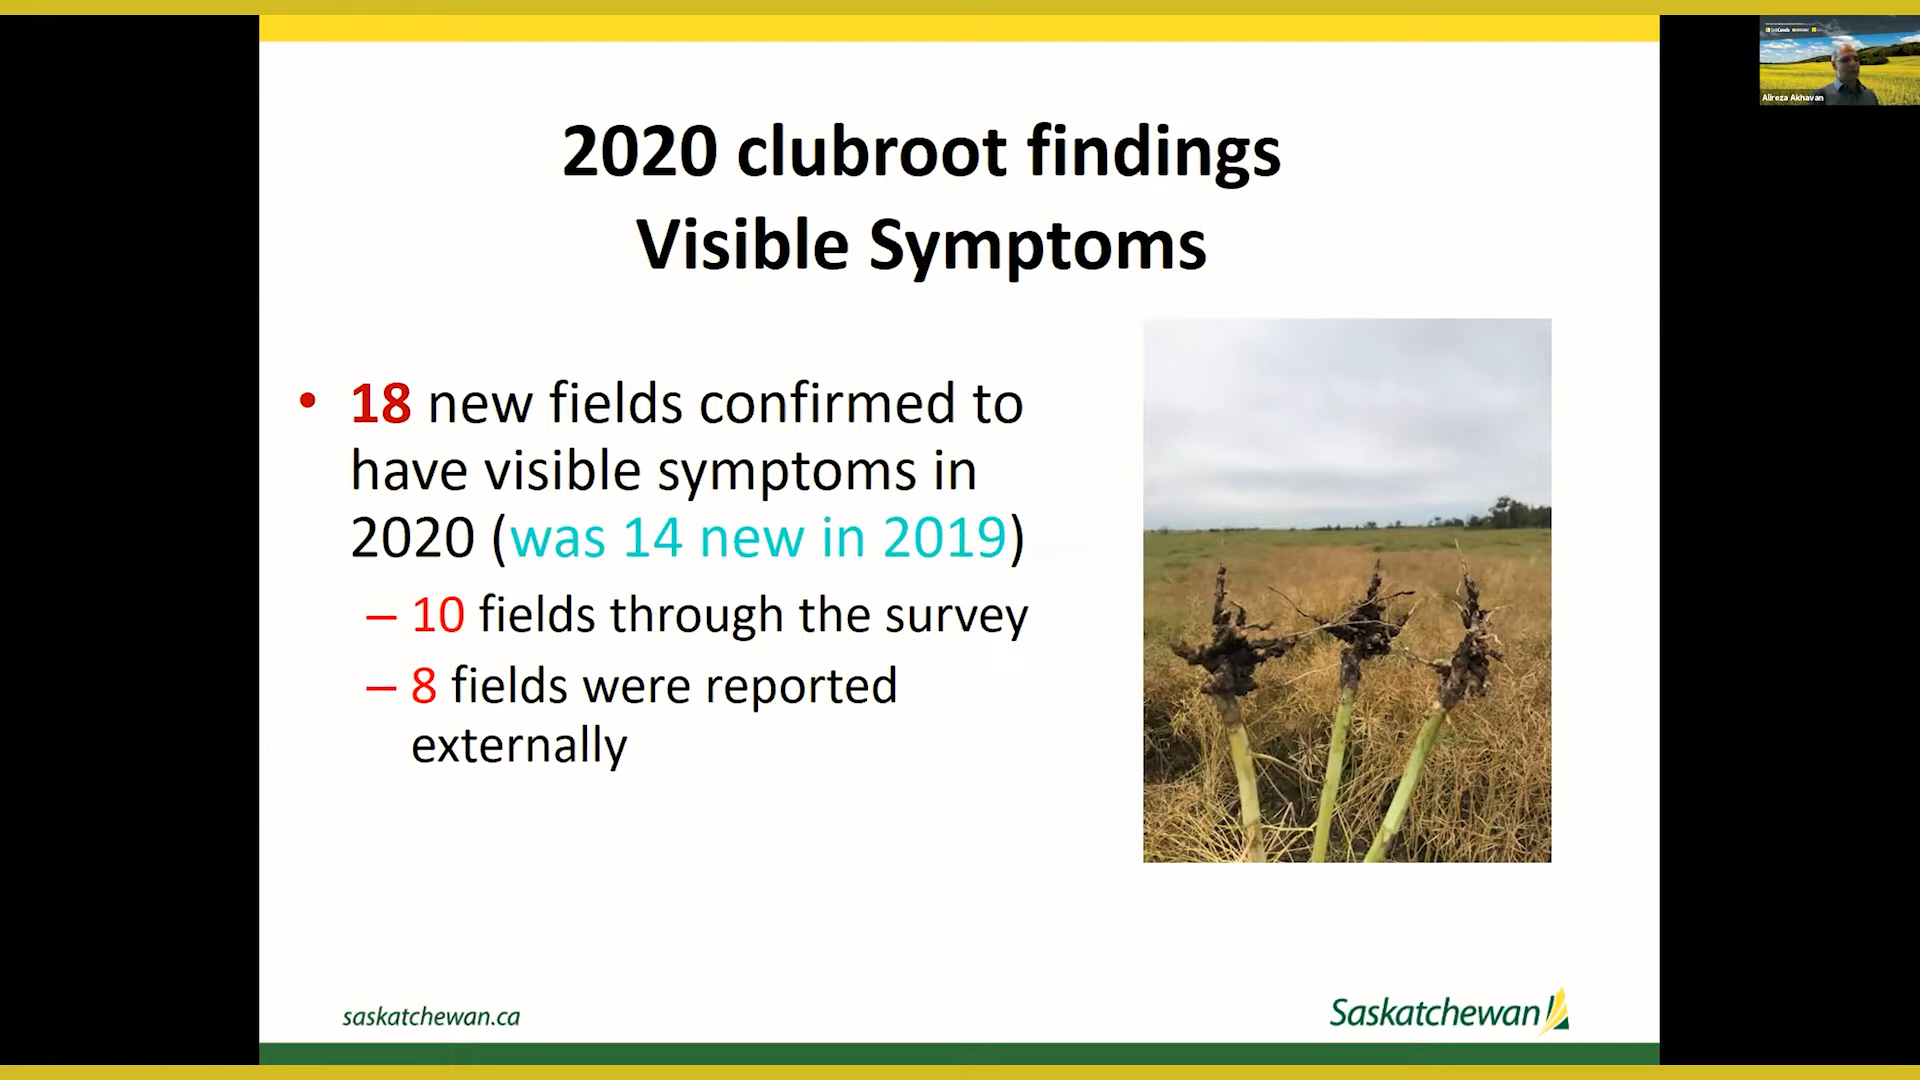 2020 clubroot findings
Visible Symptoms
• 18 new fields confirmed to
have visible symptoms in
2020 (was 14 new in 2019)
– 10 fields through the survey
– 8 fields were reported
externally
saskatchewan.ca
Saskatchewan
Alireza Akhavan